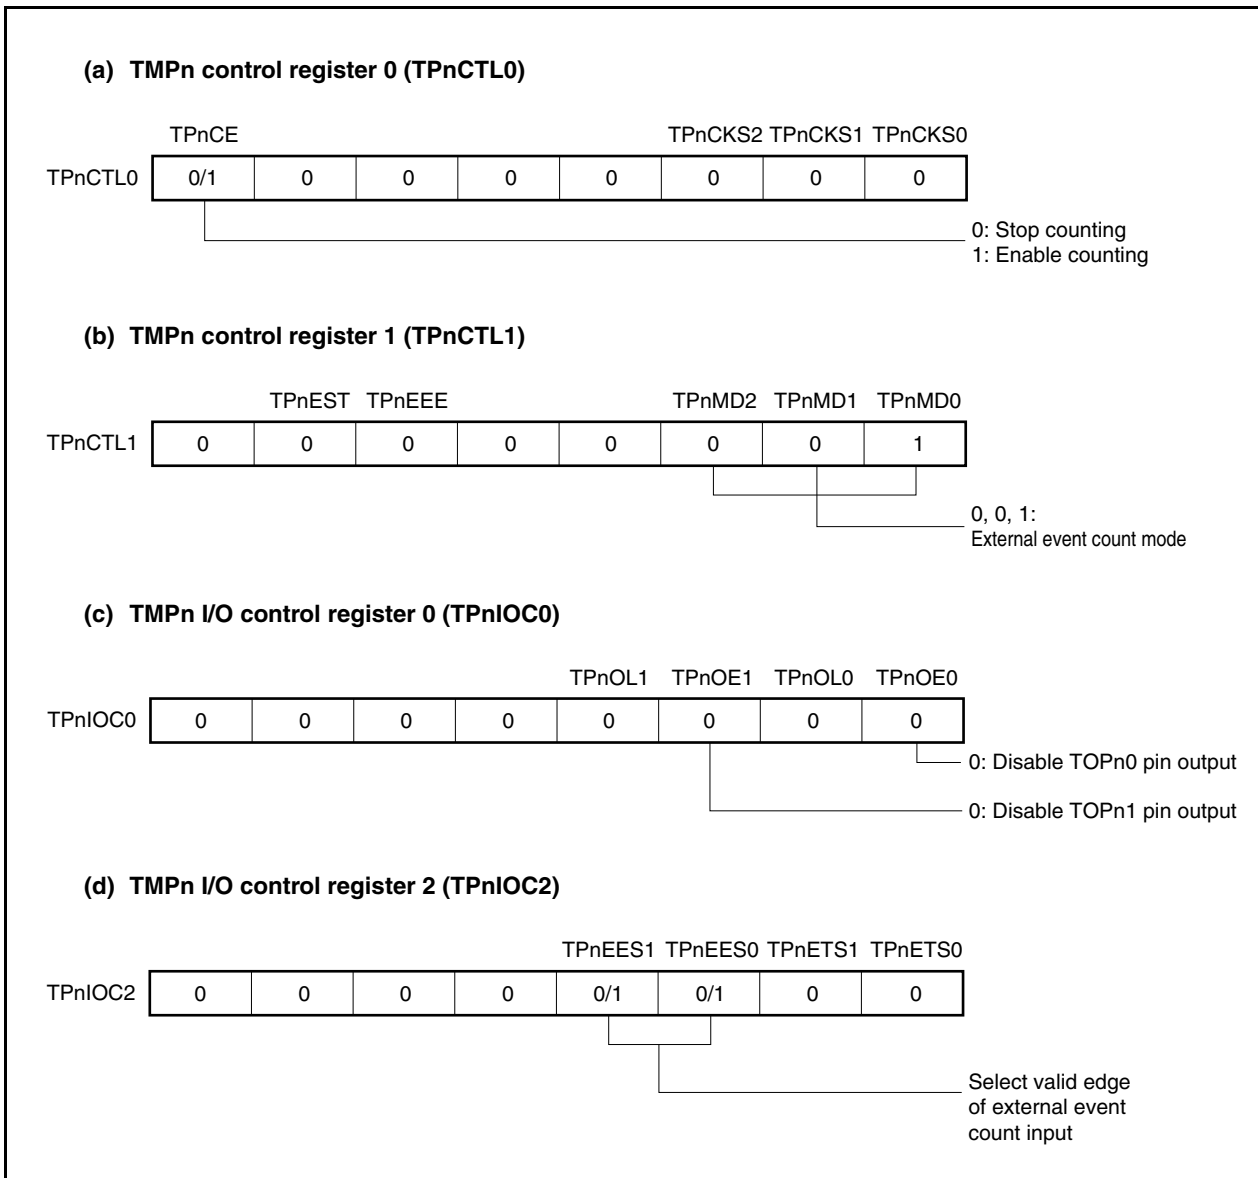 (a) TMPn control register 0 (TPnCTL0)
TPnCE TPnCKS2 TPnCKS1 TPnCKS0
TPnCTL0 0/1 0 0 0 0 0 0 0
0: Stop counting
1: Enable counting
(b) TMPn control register 1 (TPnCTL1)
TPnEST TPnEEE TPnMD2 TPnMD1 TPnMD0
TPnCTL1 0 0 0 0 0 0 0 1
0, 0, 1:
External event count mode
(c) TMPn I/O control register 0 (TPnIOC0)
TPnOL1 TPnOE1 TPnOL0 TPnOE0
TPnIOC0 0 0 0 0 0 0 0 0
0: Disable TOPn0 pin output
0: Disable TOPn1 pin output
(d) TMPn I/O control register 2 (TPnIOC2)
TPnEES1 TPnEES0 TPnETS1 TPnETS0
TPnIOC2 0 0 0 0 0/1 0/1 0 0
Select valid edge
of external event
count input